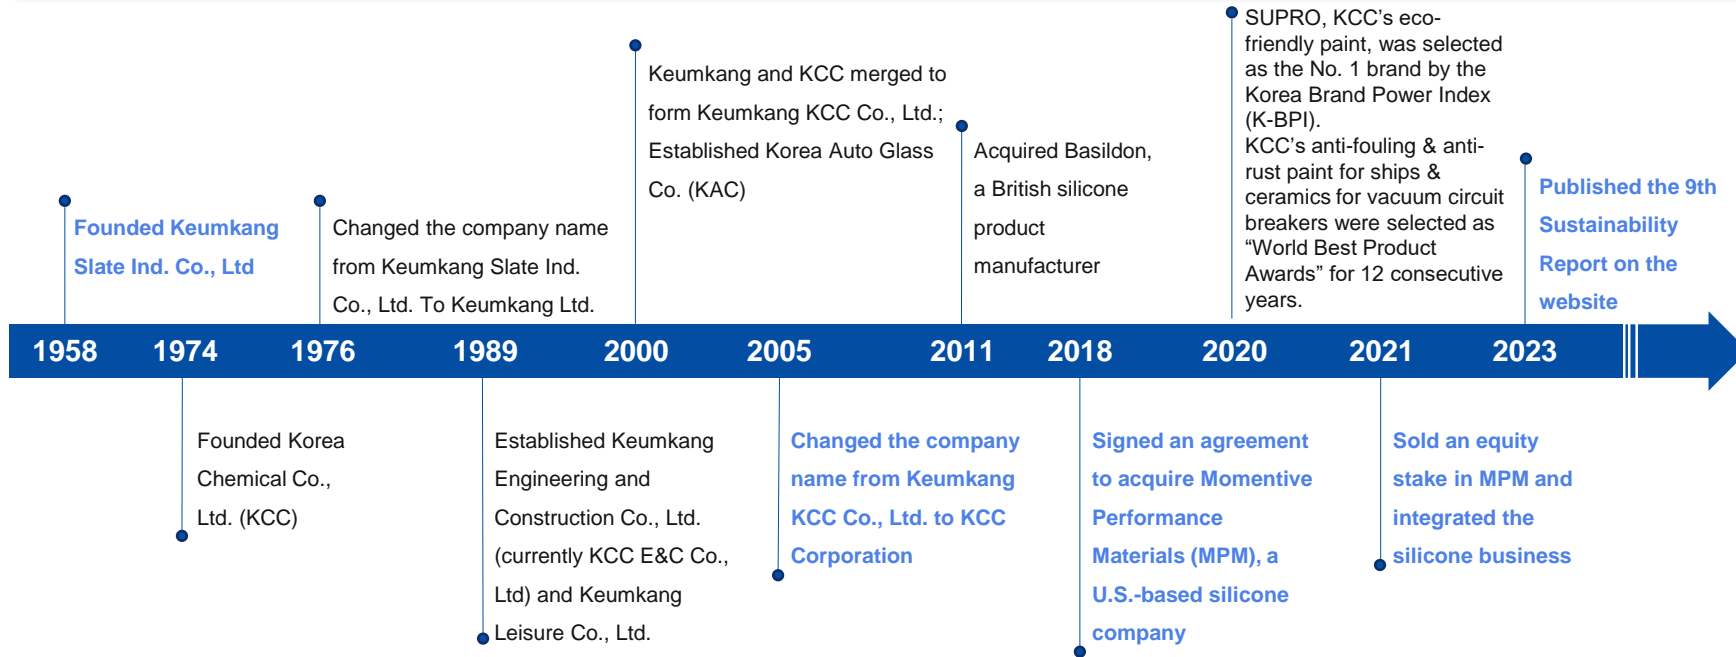 SUPRO, KCC’s eco-
friendly paint, was selected
as the No. 1 brand by the
Korea Brand Power Index
(K-BPI).
KCC’s anti-fouling & anti-
rust paint for ships &
ceramics for vacuum circuit
breakers were selected as
“World Best Product
Awards” for 12 consecutive
years.
Keumkang and KCC merged to
form Keumkang KCC Co., Ltd.;
Established Korea Auto Glass
Co. (KAC)
Acquired Basildon,
a British silicone
product
manufacturer
Published the 9th
Sustainability
Report on the
website
Founded Keumkang
Slate Ind. Co., Ltd
Changed the company name
from Keumkang Slate Ind.
Co., Ltd. To Keumkang Ltd.
1958 1974 1976 1989 2000 2005 2011 2018 2020 2021 2023
Founded Korea
Chemical Co.,
Ltd. (KCC)
Established Keumkang
Engineering and
Construction Co., Ltd.
(currently KCC E&C Co.,
Ltd) and Keumkang
Leisure Co., Ltd.
Changed the company
name from Keumkang
KCC Co., Ltd. to KCC
Corporation
Signed an agreement
to acquire Momentive
Performance
Materials (MPM), a
U.S.-based silicone
company
Sold an equity
stake in MPM and
integrated the
silicone business